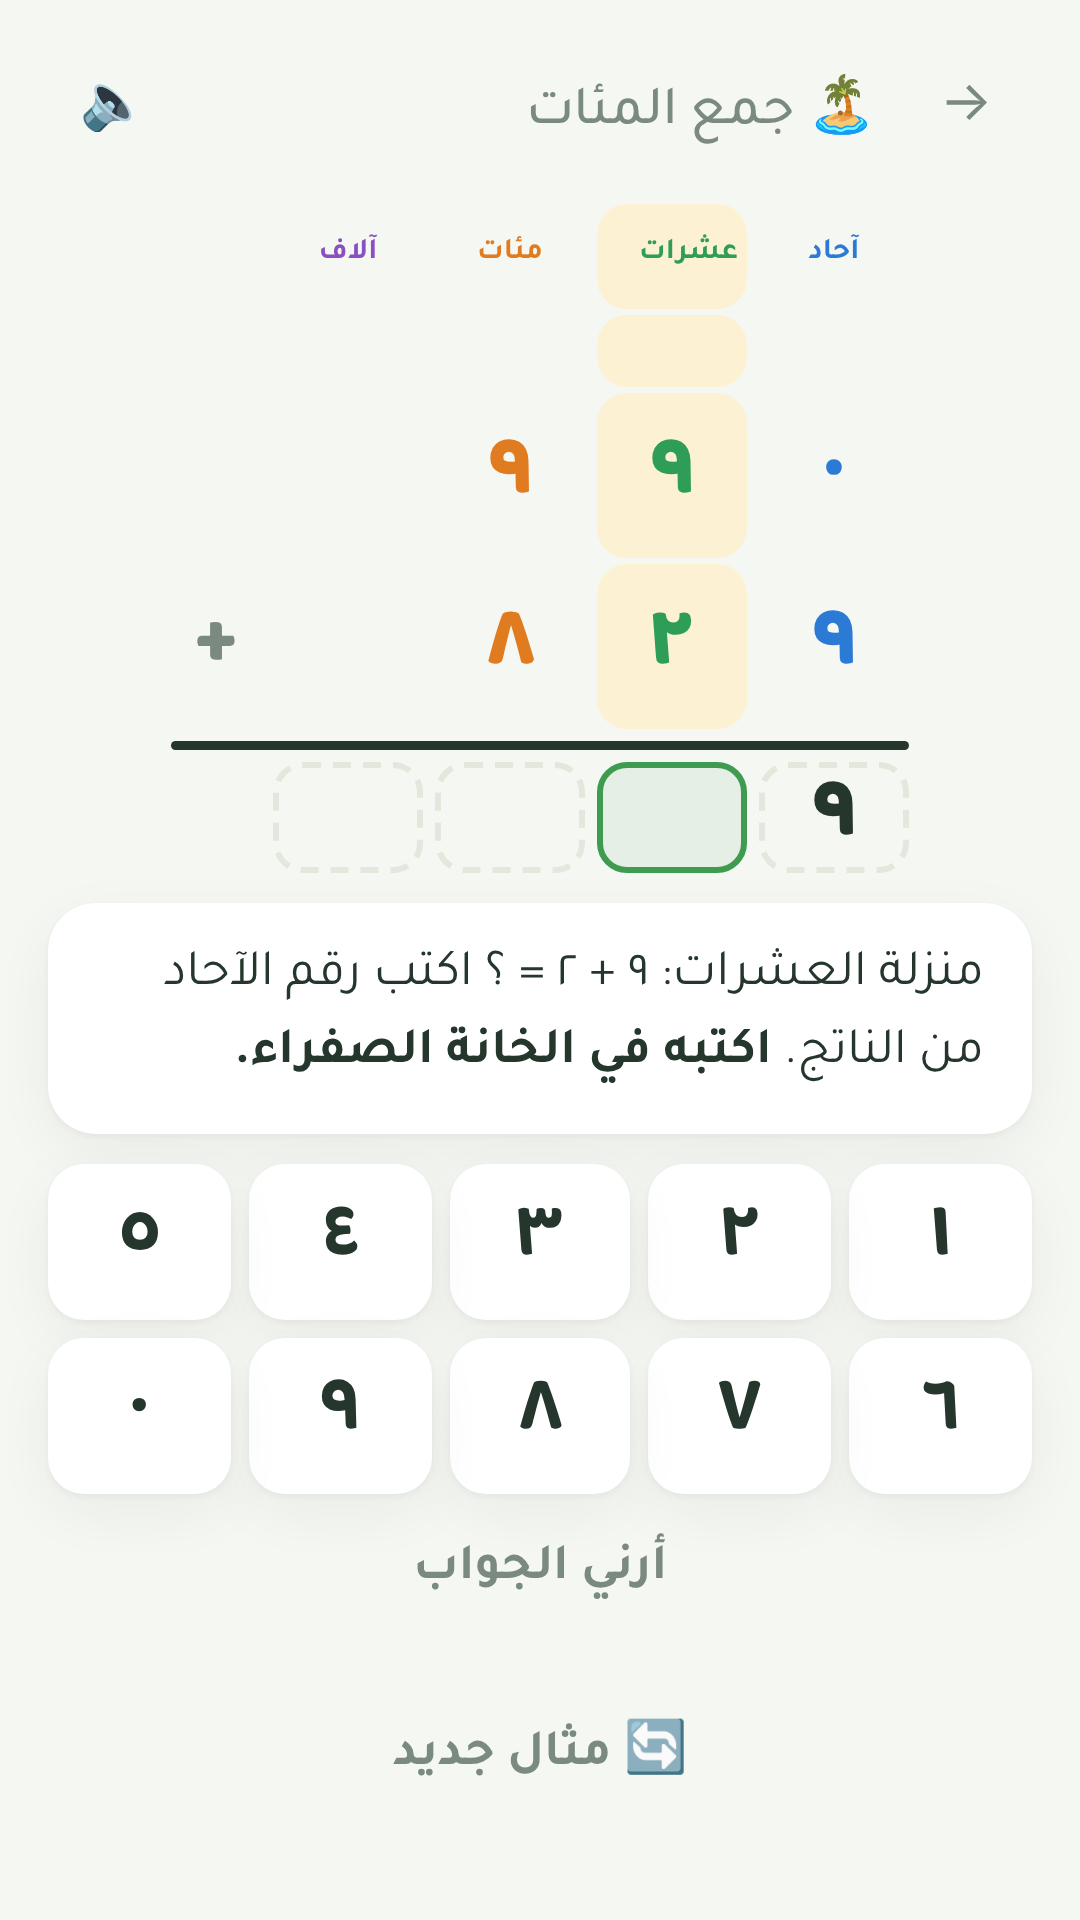 🏝️ جمع المئات
آحاد عشرات مئات آلاف
٠ ٩ ٩
٩ ٢ ٨ +
٩
منزلة العشرات: ٩ + ٢ = ؟ اكتب رقم الآحاد
من الناتج. اكتبه في الخانة الصفراء.
١ ٢ ٣ ٤ ٥
٦ ٧ ٨ ٩ ٠
أرني الجواب
🔄 مثال جديد